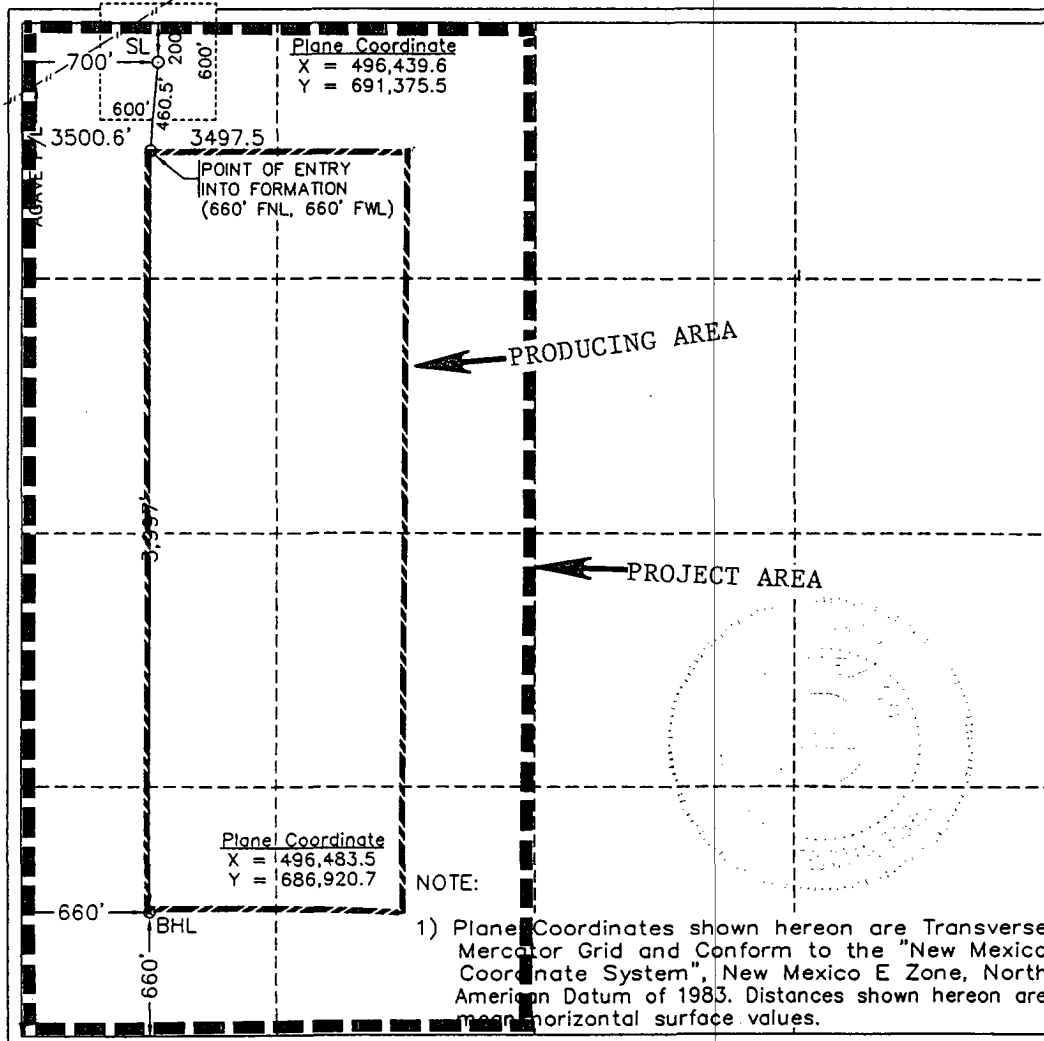 SL
200'
700'
600'
600'
460.5'
Plane Coordinate
X = 496,439.6
Y = 691,375.5
AGAVE P/L
3500.6'
3497.5
POINT OF ENTRY
INTO FORMATION
(660' FNL, 660' FWL)
PRODUCING AREA
3,997'
PROJECT AREA
Plane Coordinate
X = 496,483.5
Y = 686,920.7
660'
BHL
660'
NOTE:
1) Plane Coordinates shown hereon are Transverse
Mercator Grid and Conform to the "New Mexico
Coordinate System", New Mexico E Zone, North
American Datum of 1983. Distances shown hereon are
mean horizontal surface values.